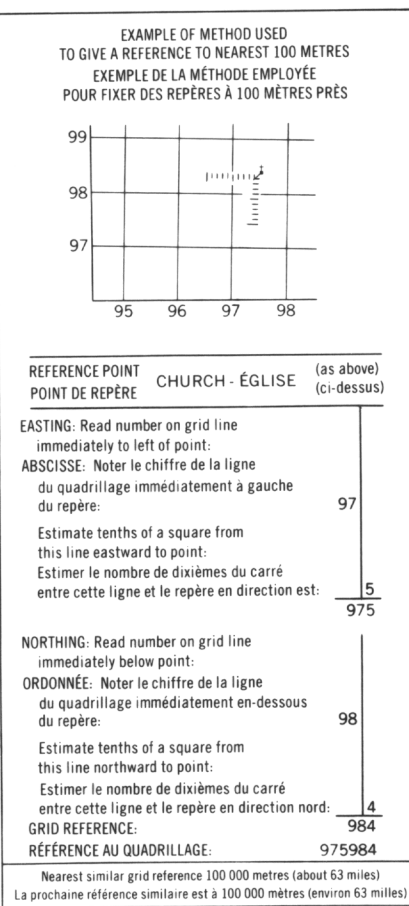 EXAMPLE OF METHOD USED
TO GIVE A REFERENCE TO NEAREST 100 METRES
EXEMPLE DE LA MÉTHODE EMPLOYÉE
POUR FIXER DES REPÈRES À 100 MÈTRES PRÈS
99
98
97
95 96 97 98
REFERENCE POINT
POINT DE REPÈRE
CHURCH - ÉGLISE
(as above)
(ci-dessus)
EASTING: Read number on grid line
immediately to left of point:
ABSCISSE: Noter le chiffre de la ligne
du quadrillage immédiatement à gauche
du repère: 97
Estimate tenths of a square from
this line eastward to point:
Estimer le nombre de dixièmes du carré
entre cette ligne et le repère en direction est: 5
975
NORTHING: Read number on grid line
immediately below point:
ORDONNÉE: Noter le chiffre de la ligne
du quadrillage immédiatement en-dessous
du repère: 98
Estimate tenths of a square from
this line northward to point:
Estimer le nombre de dixièmes du carré
entre cette ligne et le repère en direction nord: 4
GRID REFERENCE: 984
RÉFÉRENCE AU QUADRILLAGE: 975984
Nearest similar grid reference 100 000 metres (about 63 miles)
La prochaine référence similaire est à 100 000 mètres (environ 63 milles)